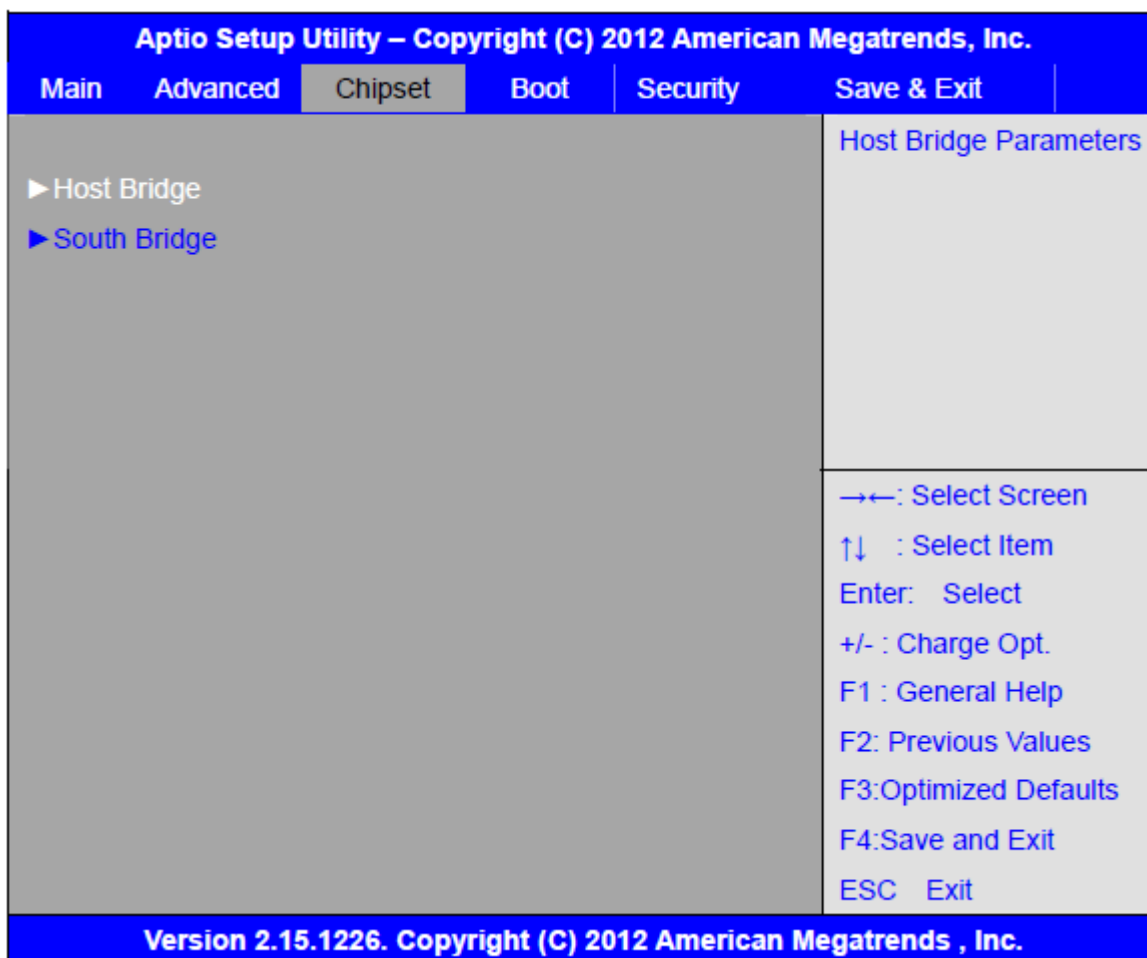 Aptio Setup Utility – Copyright (C) 2012 American Megatrends, Inc.
Main Advanced Chipset Boot Security Save & Exit
►Host Bridge
►South Bridge
Host Bridge Parameters
→←: Select Screen
↑↓ : Select Item
Enter: Select
+/- : Charge Opt.
F1 : General Help
F2: Previous Values
F3:Optimized Defaults
F4:Save and Exit
ESC Exit
Version 2.15.1226. Copyright (C) 2012 American Megatrends , Inc.